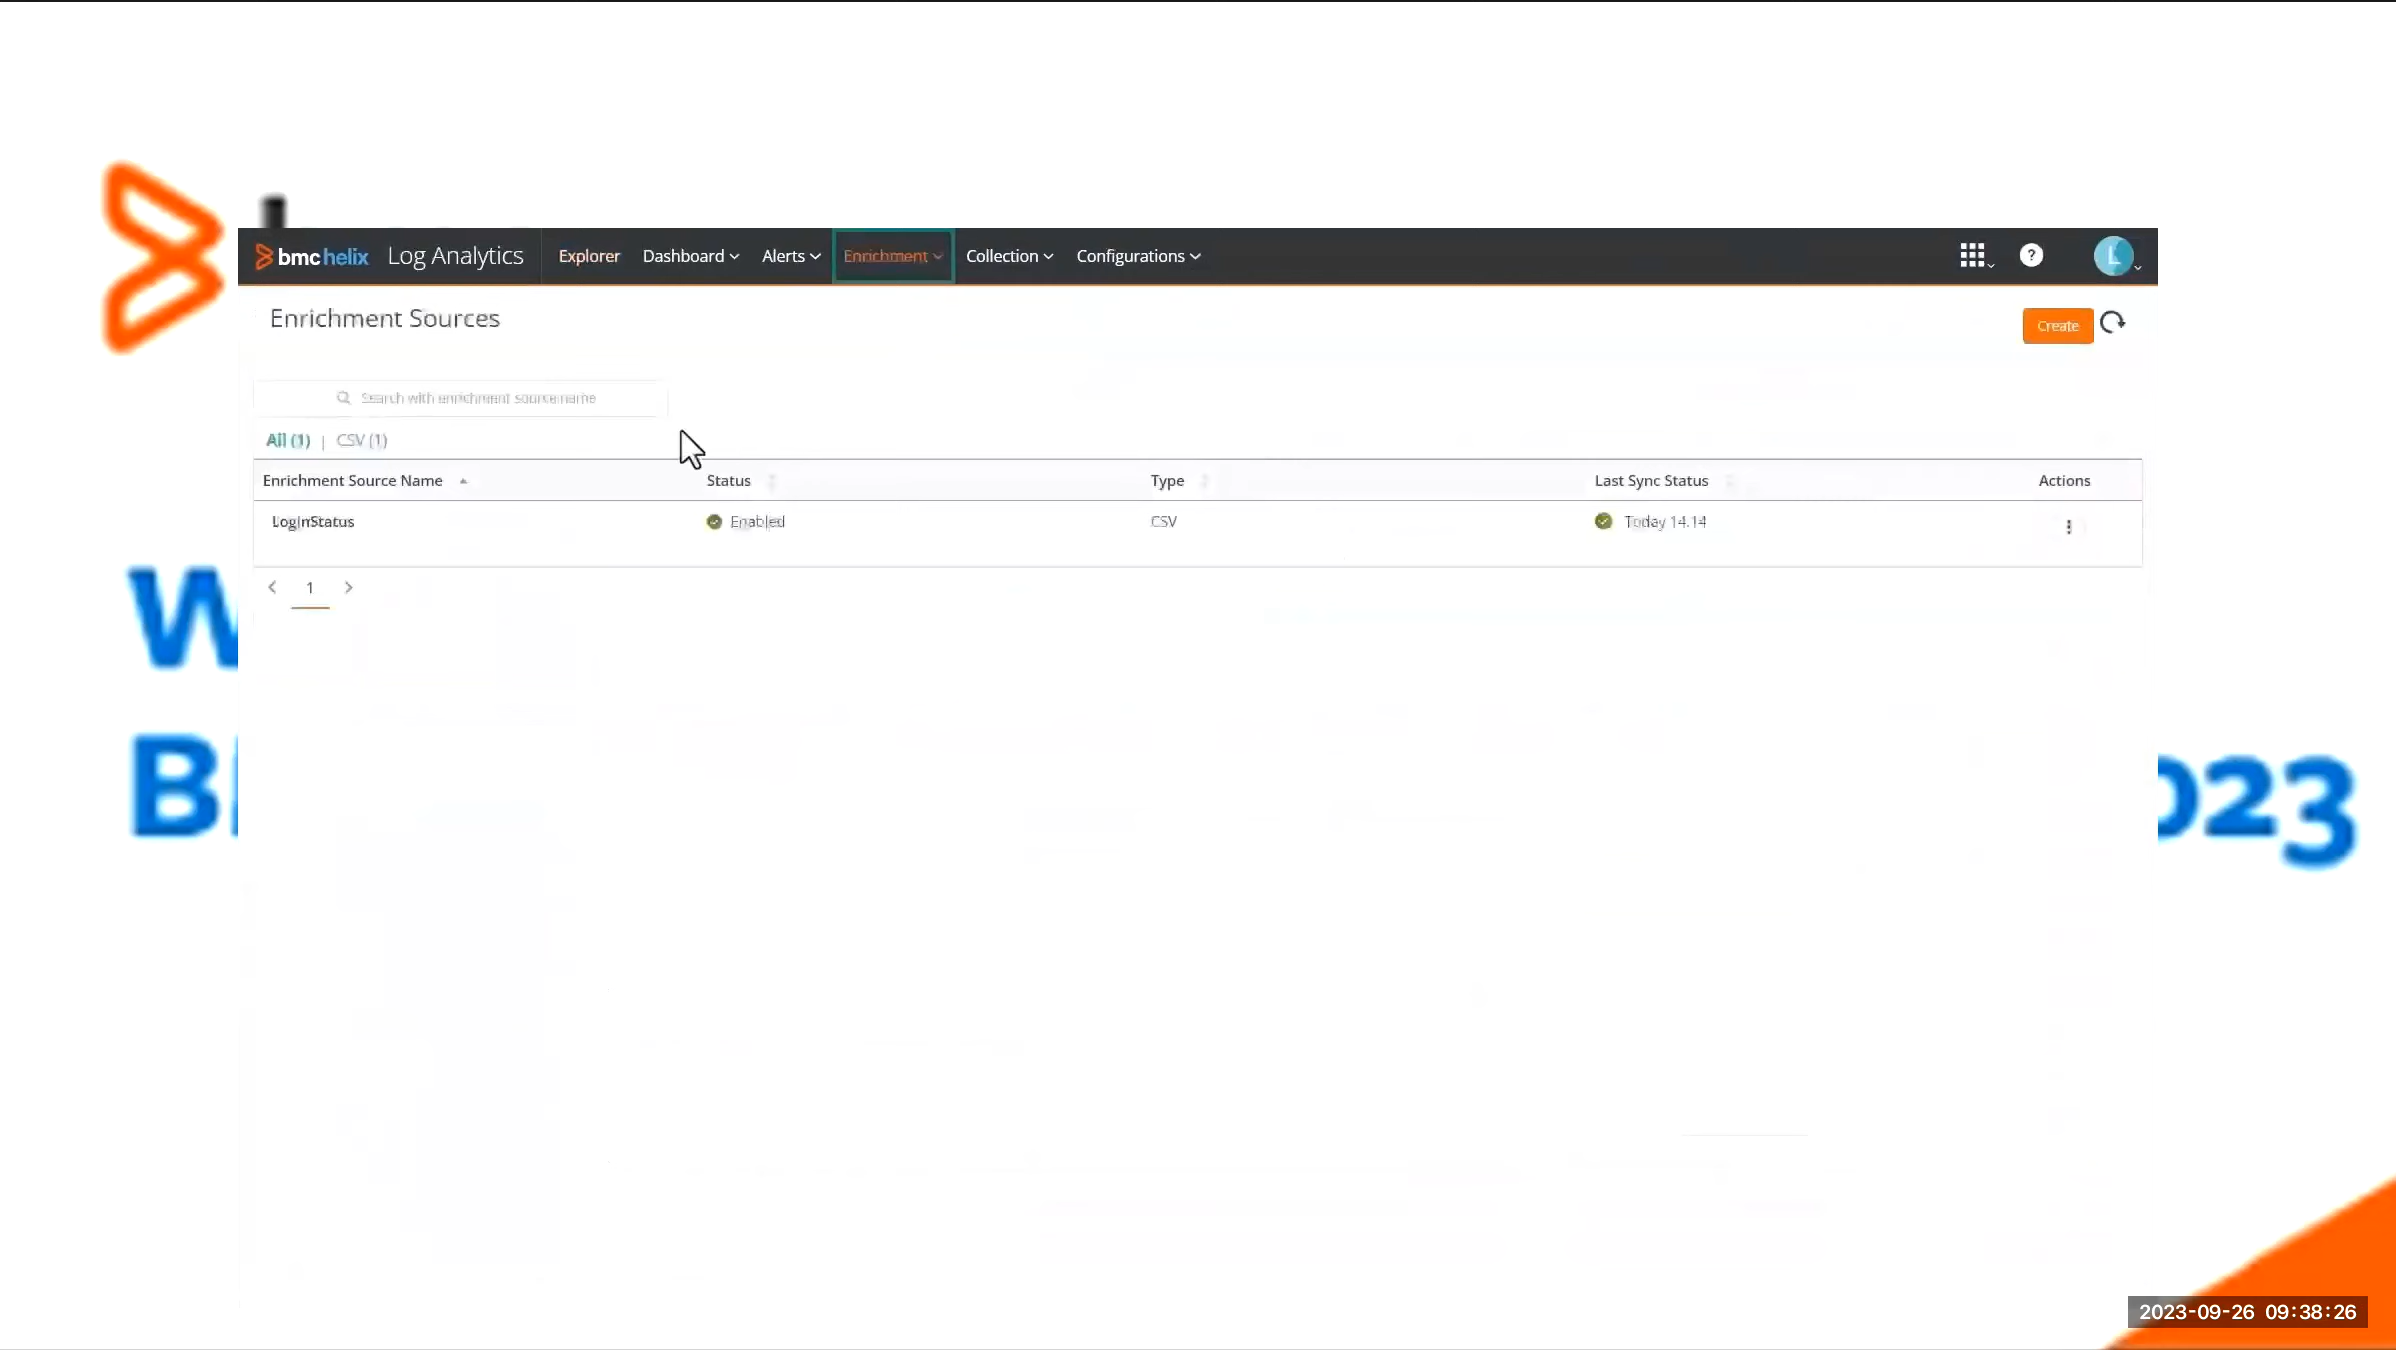 bmc helix Log Analytics Explorer Dashboard Alerts Enrichment Collection Configurations ? L
Enrichment Sources
Create
Search with enrichment source name
All (1) | CSV (1)
Enrichment Source Name Status Type Last Sync Status Actions
LoginStatus Enabled CSV Today 14.14
1
W
B
023
2023-09-26 09:38:26